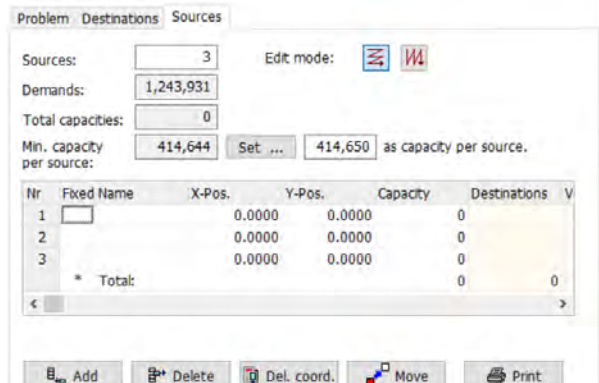 Problem Destinations Sources
Sources: 3 Edit mode:
Demands: 1,243,931
Total capacities: 0
Min. capacity per source: 414,644 Set ... 414,650 as capacity per source.
Nr Fixed Name X-Pos. Y-Pos. Capacity Destinations V
1 0.0000 0.0000 0
2 0.0000 0.0000 0
3 0.0000 0.0000 0
* Total: 0 0
Add Delete Del. coord. Move Print